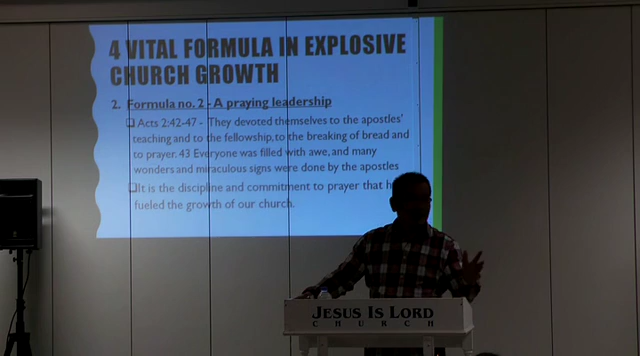 4 VITAL FORMULA IN EXPLOSIVE
CHURCH GROWTH
2. Formula no. 2 - A praying leadership
Acts 2:42-47 - They devoted themselves to the apostles'
teaching and to the fellowship, to the breaking of bread and
to prayer. 43 Everyone was filled with awe, and many
wonders and miraculous signs were done by the apostles
It is the discipline and commitment to prayer that
fueled the growth of our church.
JESUS IS LORD
CHURCH